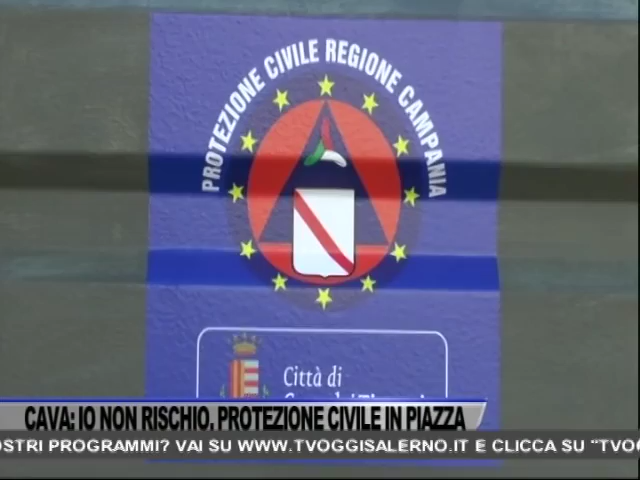 PROTEZIONE CIVILE REGIONE CAMPANIA
Città di
CAVA: IO NON RISCHIO, PROTEZIONE CIVILE IN PIAZZA
OSTRI PROGRAMMI? VAI SU WWW.TVOGGISALERNO.IT E CLICCA SU "TVO